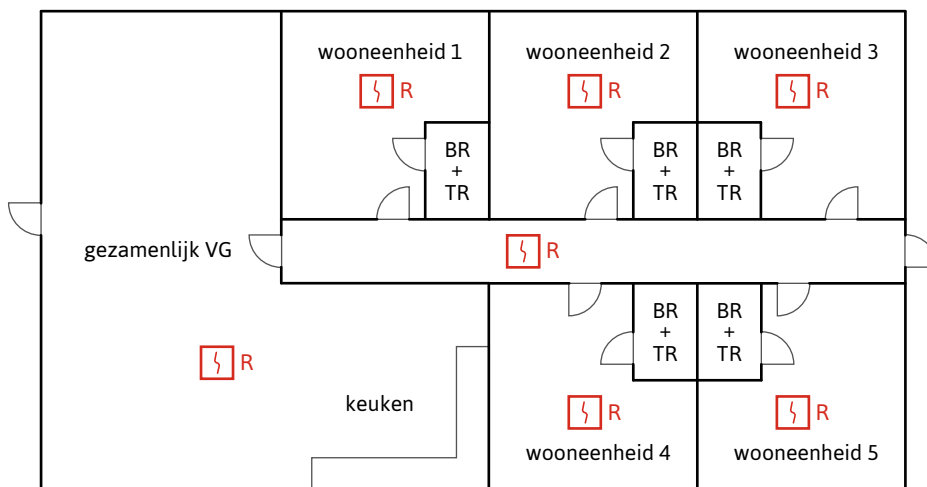 wooneenheid 1
wooneenheid 2
wooneenheid 3
R
R
R
BR
+
TR
BR
+
TR
BR
+
TR
gezamenlijk VG
R
BR
+
TR
BR
+
TR
R
keuken
R
R
wooneenheid 4
wooneenheid 5